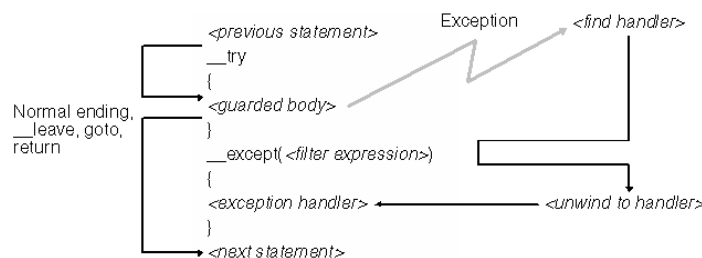 Exception
<find handler>
<previous statement>
__try
{
<guarded body>
Normal ending,
__leave, goto,
return
}
__except(<filter expression>)
{
<exception handler>
<unwind to handler>
}
<next statement>